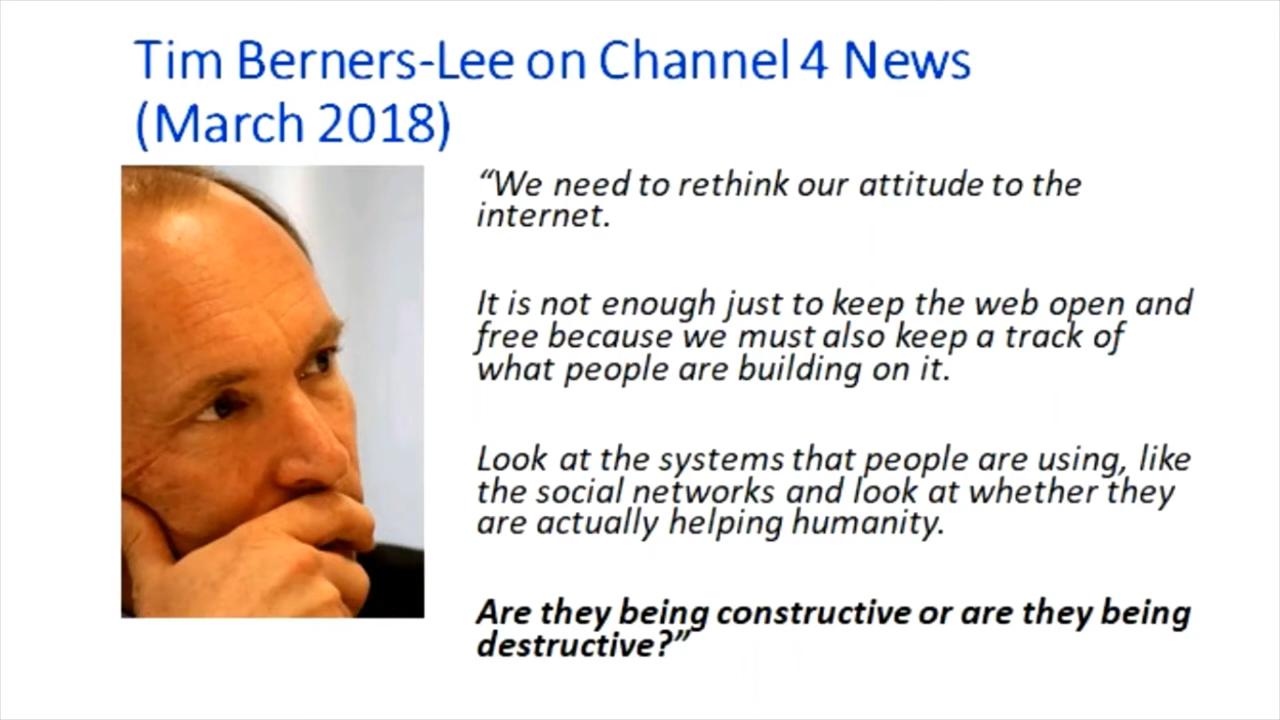 Tim Berners-Lee on Channel 4 News
(March 2018)
“We need to rethink our attitude to the
internet.
It is not enough just to keep the web open and
free because we must also keep a track of
what people are building on it.
Look at the systems that people are using, like
the social networks and look at whether they
are actually helping humanity.
Are they being constructive or are they being
destructive?”